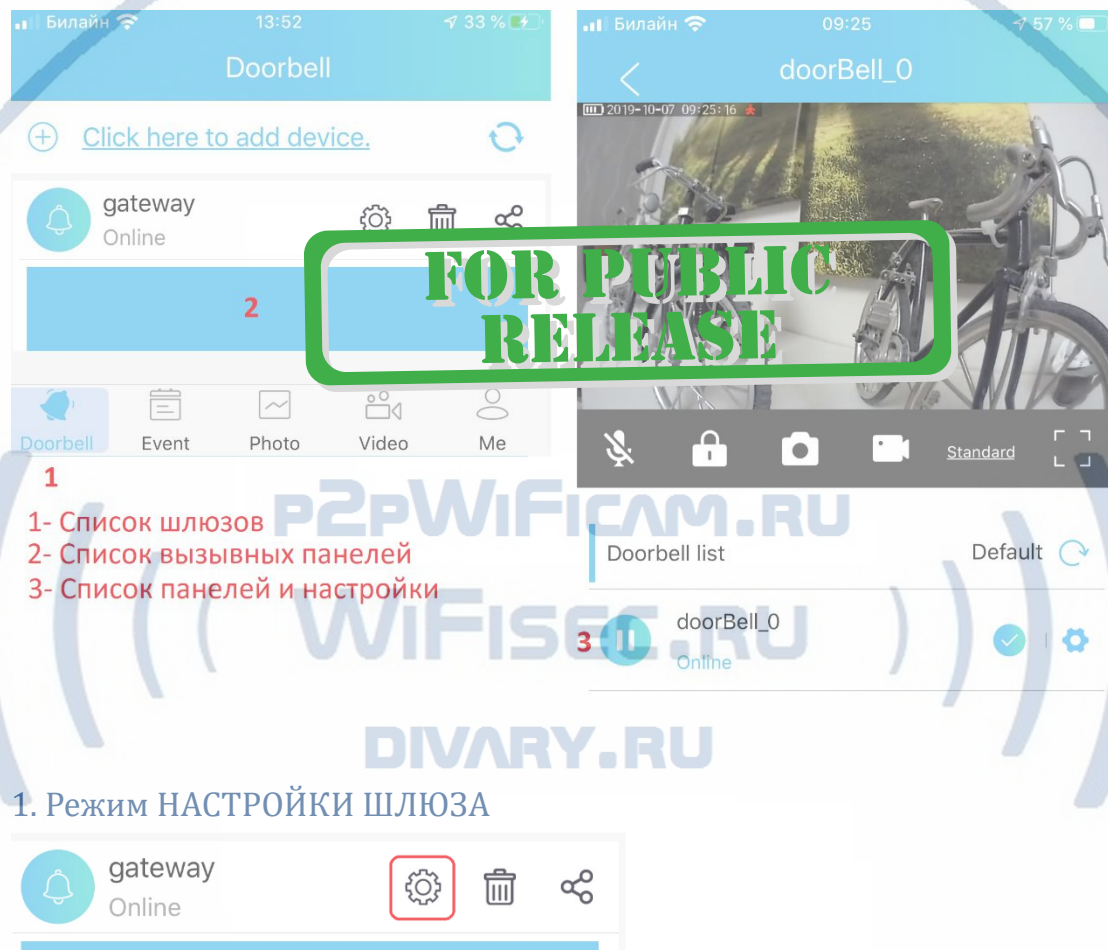 Билайн 13:52 33 %
Doorbell
Click here to add device.
gateway
Online
2
Doorbell Event Photo Video Me
1
1- Список шлюзов
2- Список вызывных панелей
3- Список панелей и настройки
Билайн 09:25 57 %
doorBell_0
2019-10-07 09:25:16
Standard
Doorbell list Default
doorBell_0
3
Online
FOR PUBLIC
RELEASE
P2PWIFICAM.RU
WIFISEC.RU
DIVARY.RU
1. Режим НАСТРОЙКИ ШЛЮЗА
gateway
Online